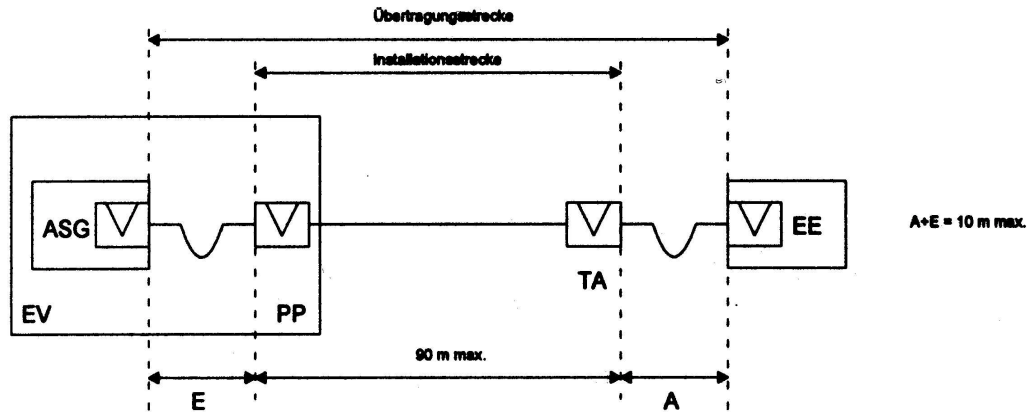 Übertragungsstrecke
Installationsstrecke
ASG
EE
A+E = 10 m max.
TA
EV
PP
90 m max.
E
A